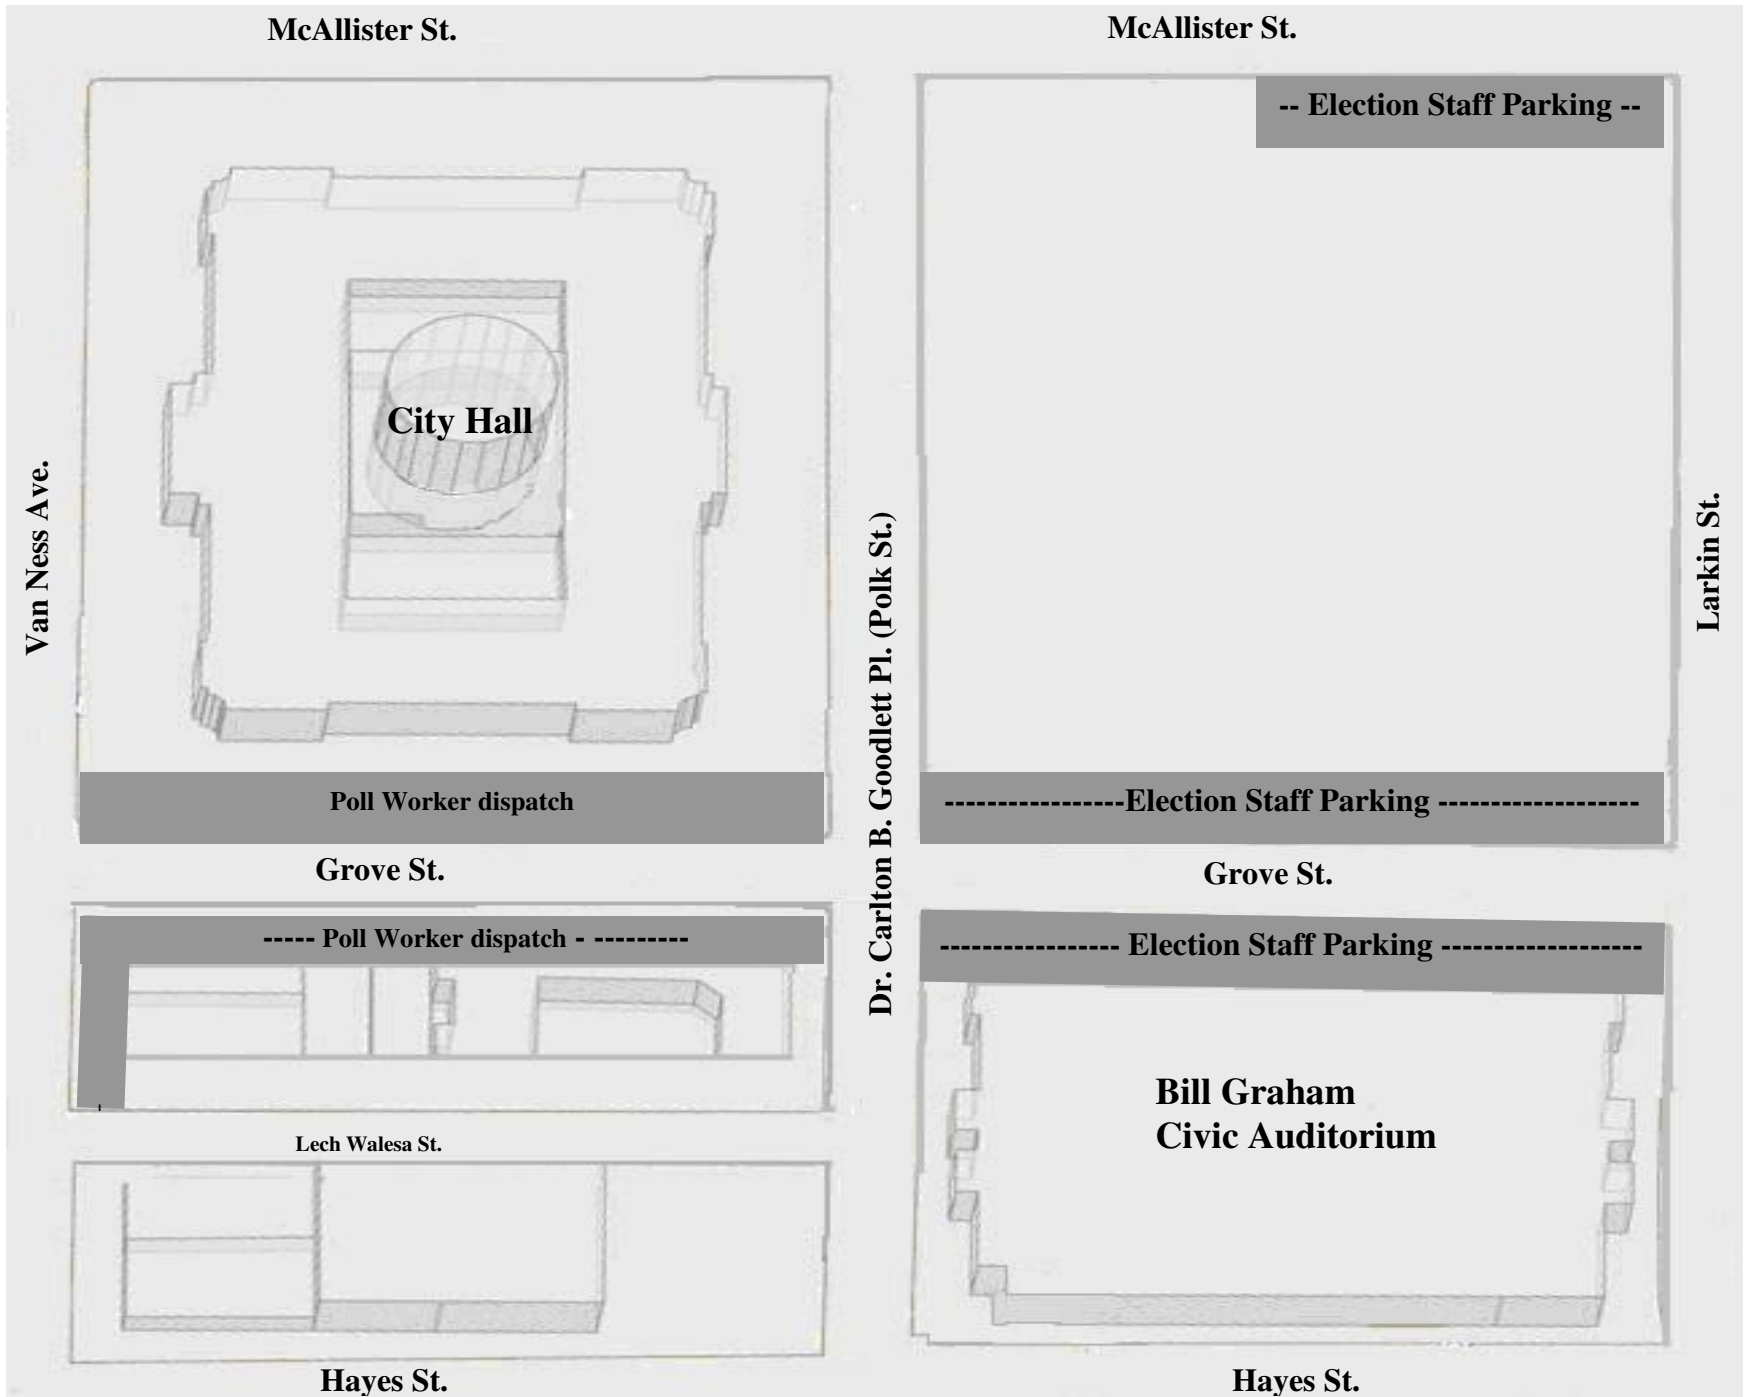 McAllister St.
McAllister St.
-- Election Staff Parking --
City Hall
Van Ness Ave.
Dr. Carlton B. Goodlett Pl. (Polk St.)
Larkin St.
Poll Worker dispatch
-----------------Election Staff Parking -------------------
Grove St.
Grove St.
----- Poll Worker dispatch - ---------
----------------- Election Staff Parking -------------------
Bill Graham
Civic Auditorium
Lech Walesa St.
Hayes St.
Hayes St.